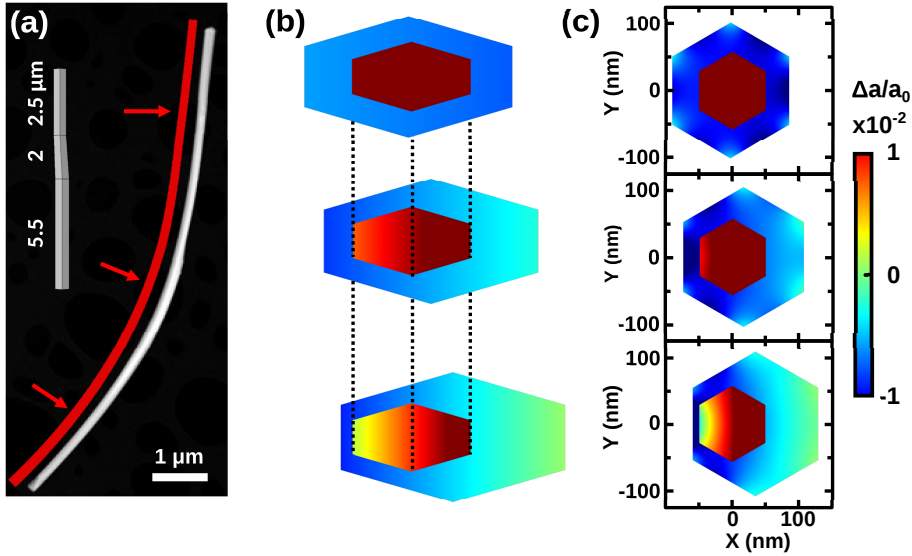 (a)
2.5 μm
2
5.5
1 μm
(b)
(c)
100
Y (nm)
0
-100
100
Y (nm)
0
-100
100
Y (nm)
0
-100
0
100
X (nm)
Δa/a₀
x10⁻²
1
0
-1